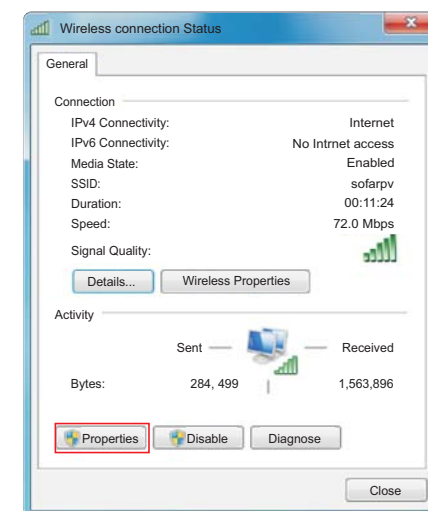 Wireless connection Status
General
Connection
IPv4 Connectivity: Internet
IPv6 Connectivity: No Intrnet access
Media State: Enabled
SSID: sofarpv
Duration: 00:11:24
Speed: 72.0 Mbps
Signal Quality:
Details... Wireless Properties
Activity
Sent — — Received
Bytes: 284, 499 | 1,563,896
Properties Disable Diagnose
Close